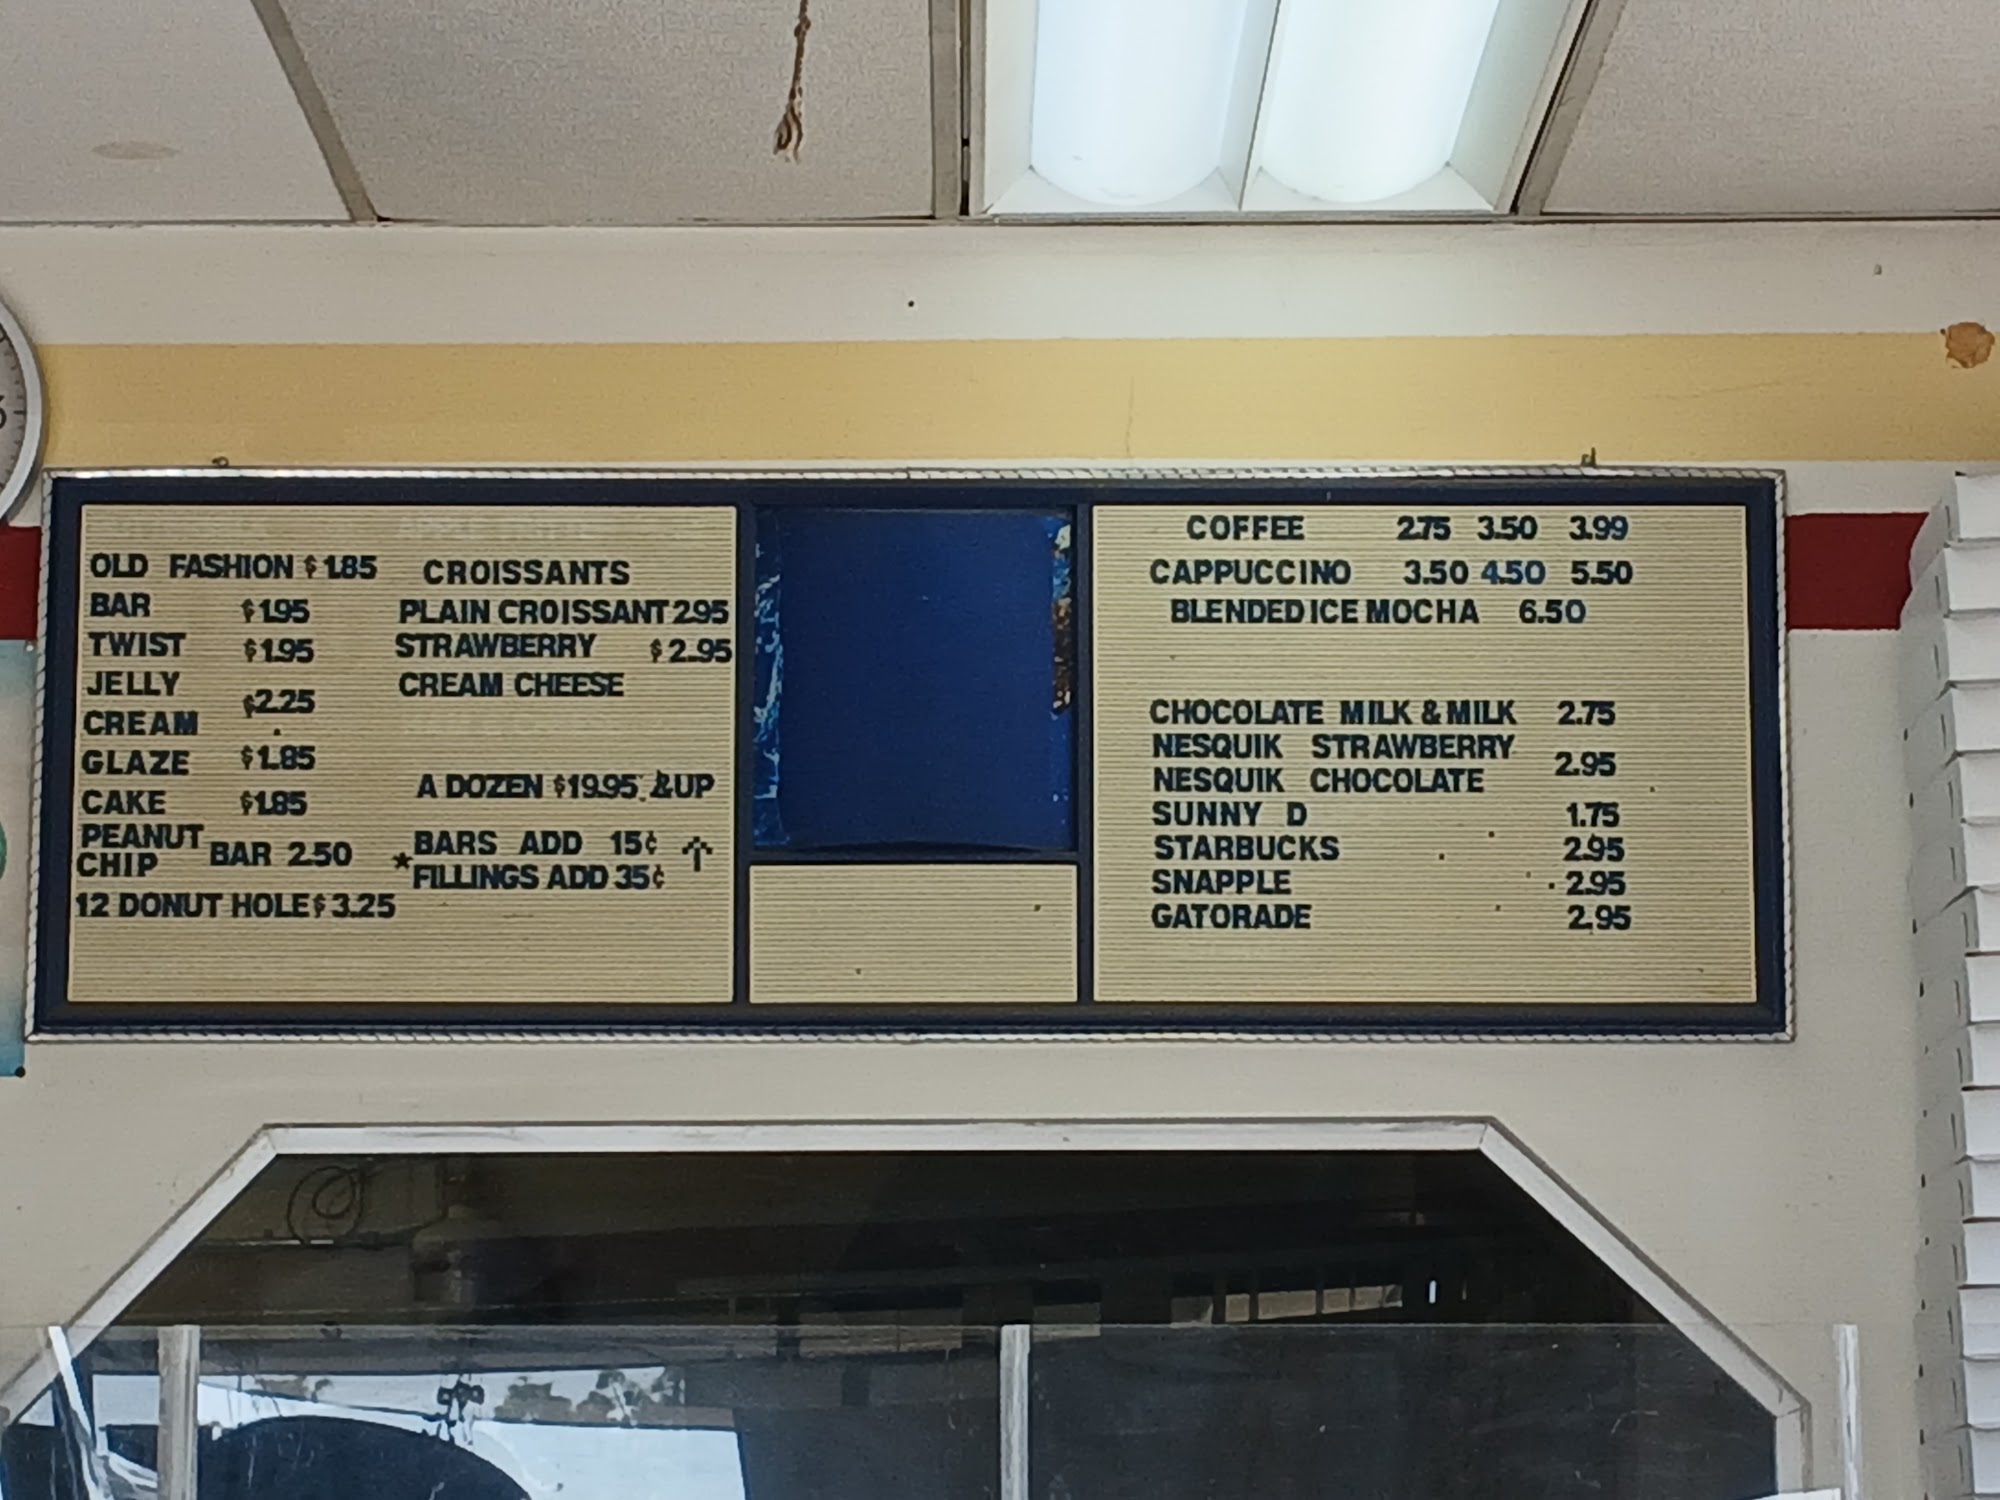 OLD FASHION $1.85
BAR $1.95
TWIST $1.95
JELLY
$2.25
CREAM
GLAZE $1.85
CAKE $1.85
PEANUT
CHIP BAR 2.50
12 DONUT HOLE $3.25
CROISSANTS
PLAIN CROISSANT 2.95
STRAWBERRY $2.95
CREAM CHEESE
A DOZEN $19.95 & UP
BARS ADD 15¢
★FILLINGS ADD 35¢
COFFEE 2.75 3.50 3.99
CAPPUCCINO 3.50 4.50 5.50
BLENDED ICE MOCHA 6.50
CHOCOLATE MILK & MILK 2.75
NESQUIK STRAWBERRY
2.95
NESQUIK CHOCOLATE
SUNNY D 1.75
STARBUCKS 2.95
SNAPPLE 2.95
GATORADE 2.95